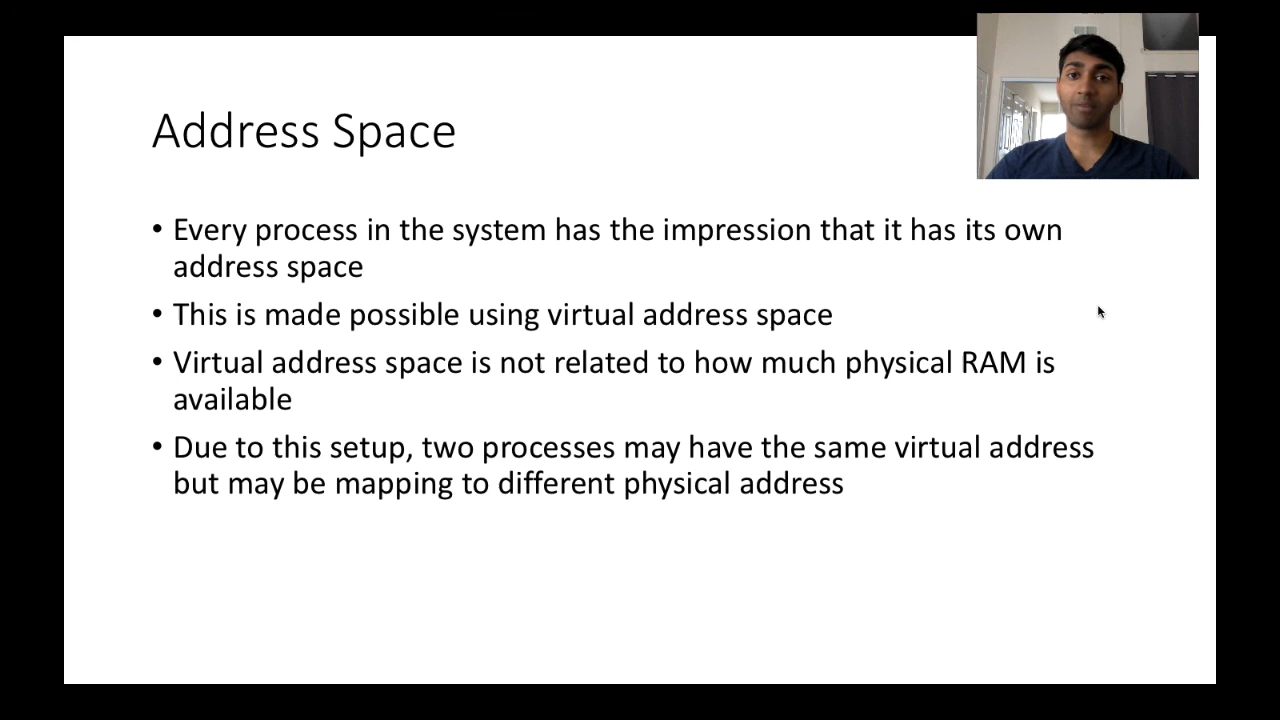 Address Space
• Every process in the system has the impression that it has its own
address space
• This is made possible using virtual address space
• Virtual address space is not related to how much physical RAM is
available
• Due to this setup, two processes may have the same virtual address
but may be mapping to different physical address